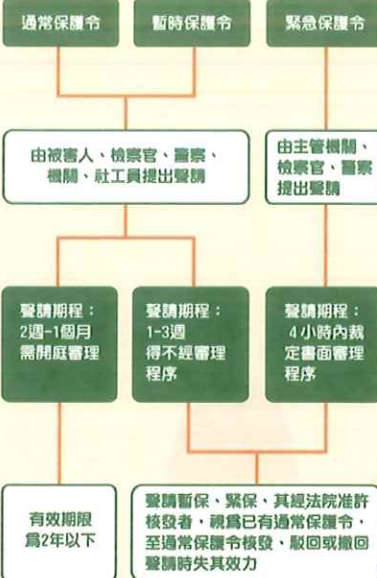 通常保護令
暫時保護令
緊急保護令
由被害人、檢察官、警察、
機關、社工員提出聲請
由主管機關、
檢察官、警察
提出聲請
聲請期程：
2週-1個月
需開庭審理
聲請期程：
1-3週
得不經審理
程序
聲請期程：
4小時內裁
定書面審理
程序
有效期限
為2年以下
聲請暫保、緊保、其經法院准許
核發者，視為已有通常保護令，
至通常保護令核發、駁回或撤回
聲請時失其效力